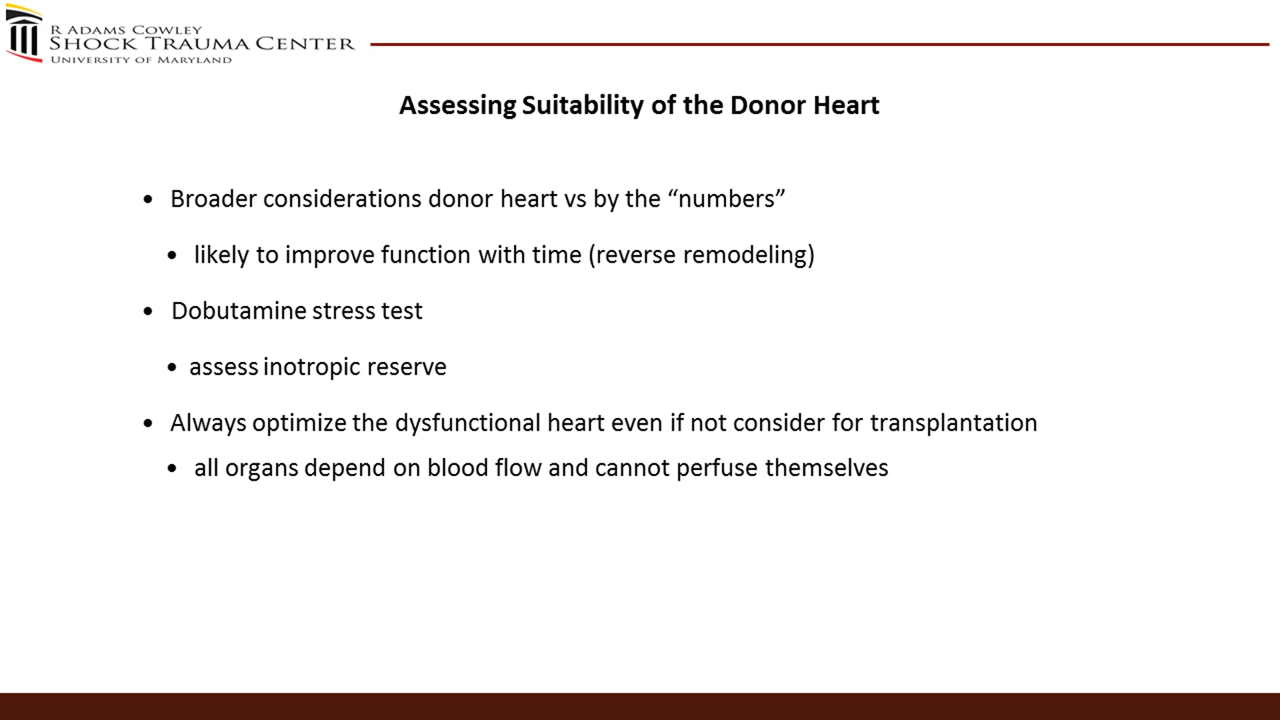 R ADAMS COWLEY
SHOCK TRAUMA CENTER
UNIVERSITY OF MARYLAND
Assessing Suitability of the Donor Heart
• Broader considerations donor heart vs by the “numbers”
• likely to improve function with time (reverse remodeling)
• Dobutamine stress test
• assess inotropic reserve
• Always optimize the dysfunctional heart even if not consider for transplantation
• all organs depend on blood flow and cannot perfuse themselves